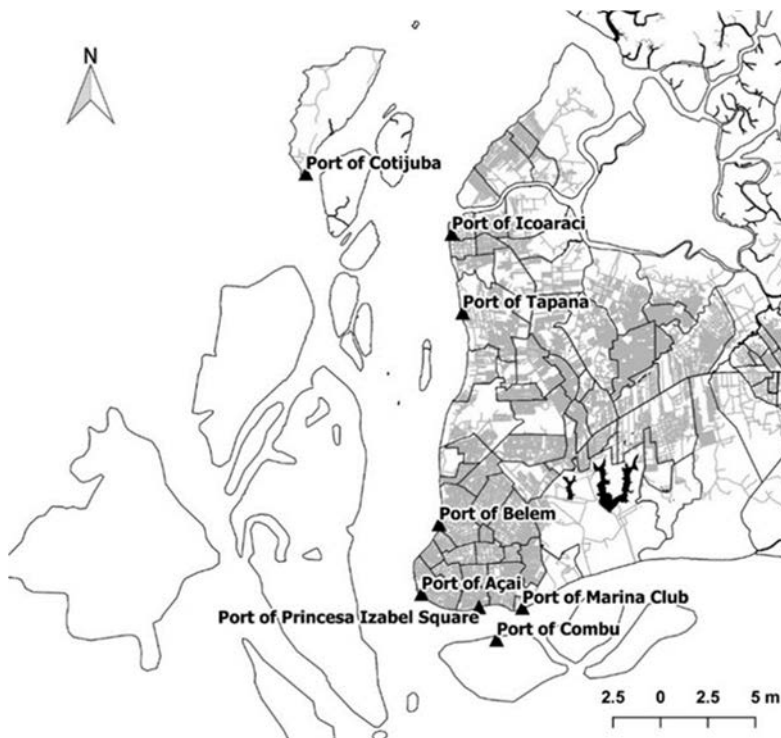 N
Port of Cotijuba
Port of Icoaraci
Port of Tapana
Port of Belem
Port of Açai
Port of Marina Club
Port of Princesa Izabel Square
Port of Combu
2.5 0 2.5 5 m